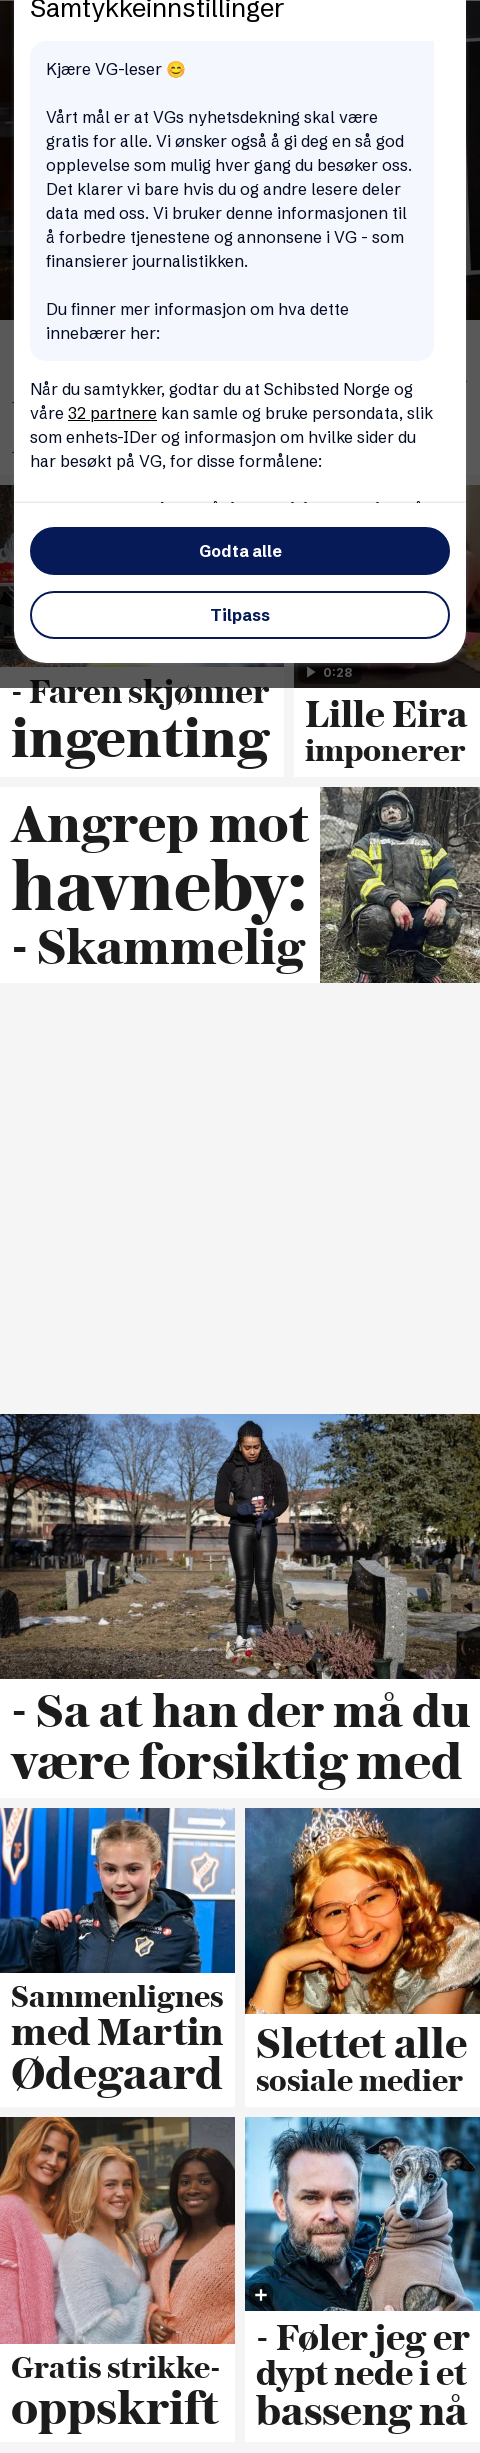 Samtykkeinnstillinger
Kjære VG-leser 😊
Vårt mål er at VGs nyhetsdekning skal være
gratis for alle. Vi ønsker også å gi deg en så god
opplevelse som mulig hver gang du besøker oss.
Det klarer vi bare hvis du og andre lesere deler
data med oss. Vi bruker denne informasjonen til
å forbedre tjenestene og annonsene i VG - som
finansierer journalistikken.
Du finner mer informasjon om hva dette
innebærer her:
Når du samtykker, godtar du at Schibsted Norge og
våre 32 partnere kan samle og bruke persondata, slik
som enhets-IDer og informasjon om hvilke sider du
har besøkt på VG, for disse formålene:
Godta alle
Tilpass
0:28
- Faren skjønner
ingenting
Lille Eira
imponerer
Angrep mot
havneby:
- Skammelig
- Sa at han der må du
være forsiktig med
Sammenlignes
med Martin
Ødegaard
Slettet alle
sosiale medier
Gratis strikke-
oppskrift
- Føler jeg er
dypt nede i et
basseng nå